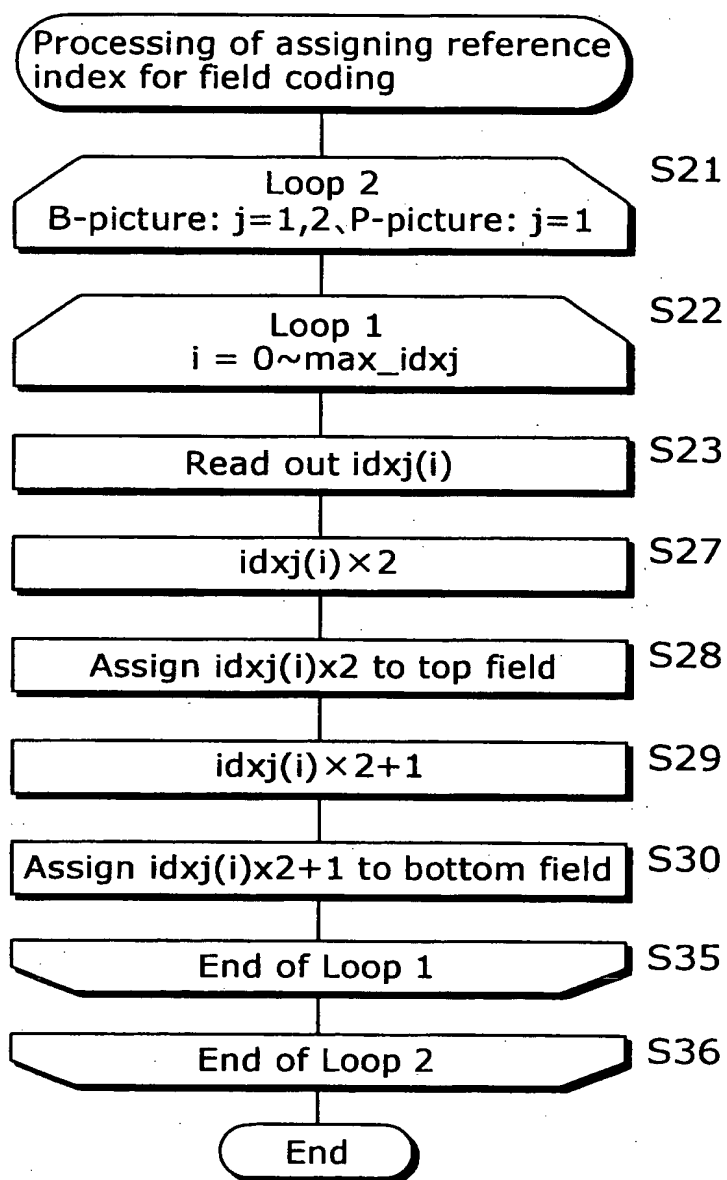 Processing of assigning reference
index for field coding
Loop 2
B-picture: j=1,2、P-picture: j=1
S21
Loop 1
i = 0~max_idxj
S22
Read out idxj(i)
S23
idxj(i)×2
S27
Assign idxj(i)x2 to top field
S28
idxj(i)×2+1
S29
Assign idxj(i)x2+1 to bottom field
S30
End of Loop 1
S35
End of Loop 2
S36
End